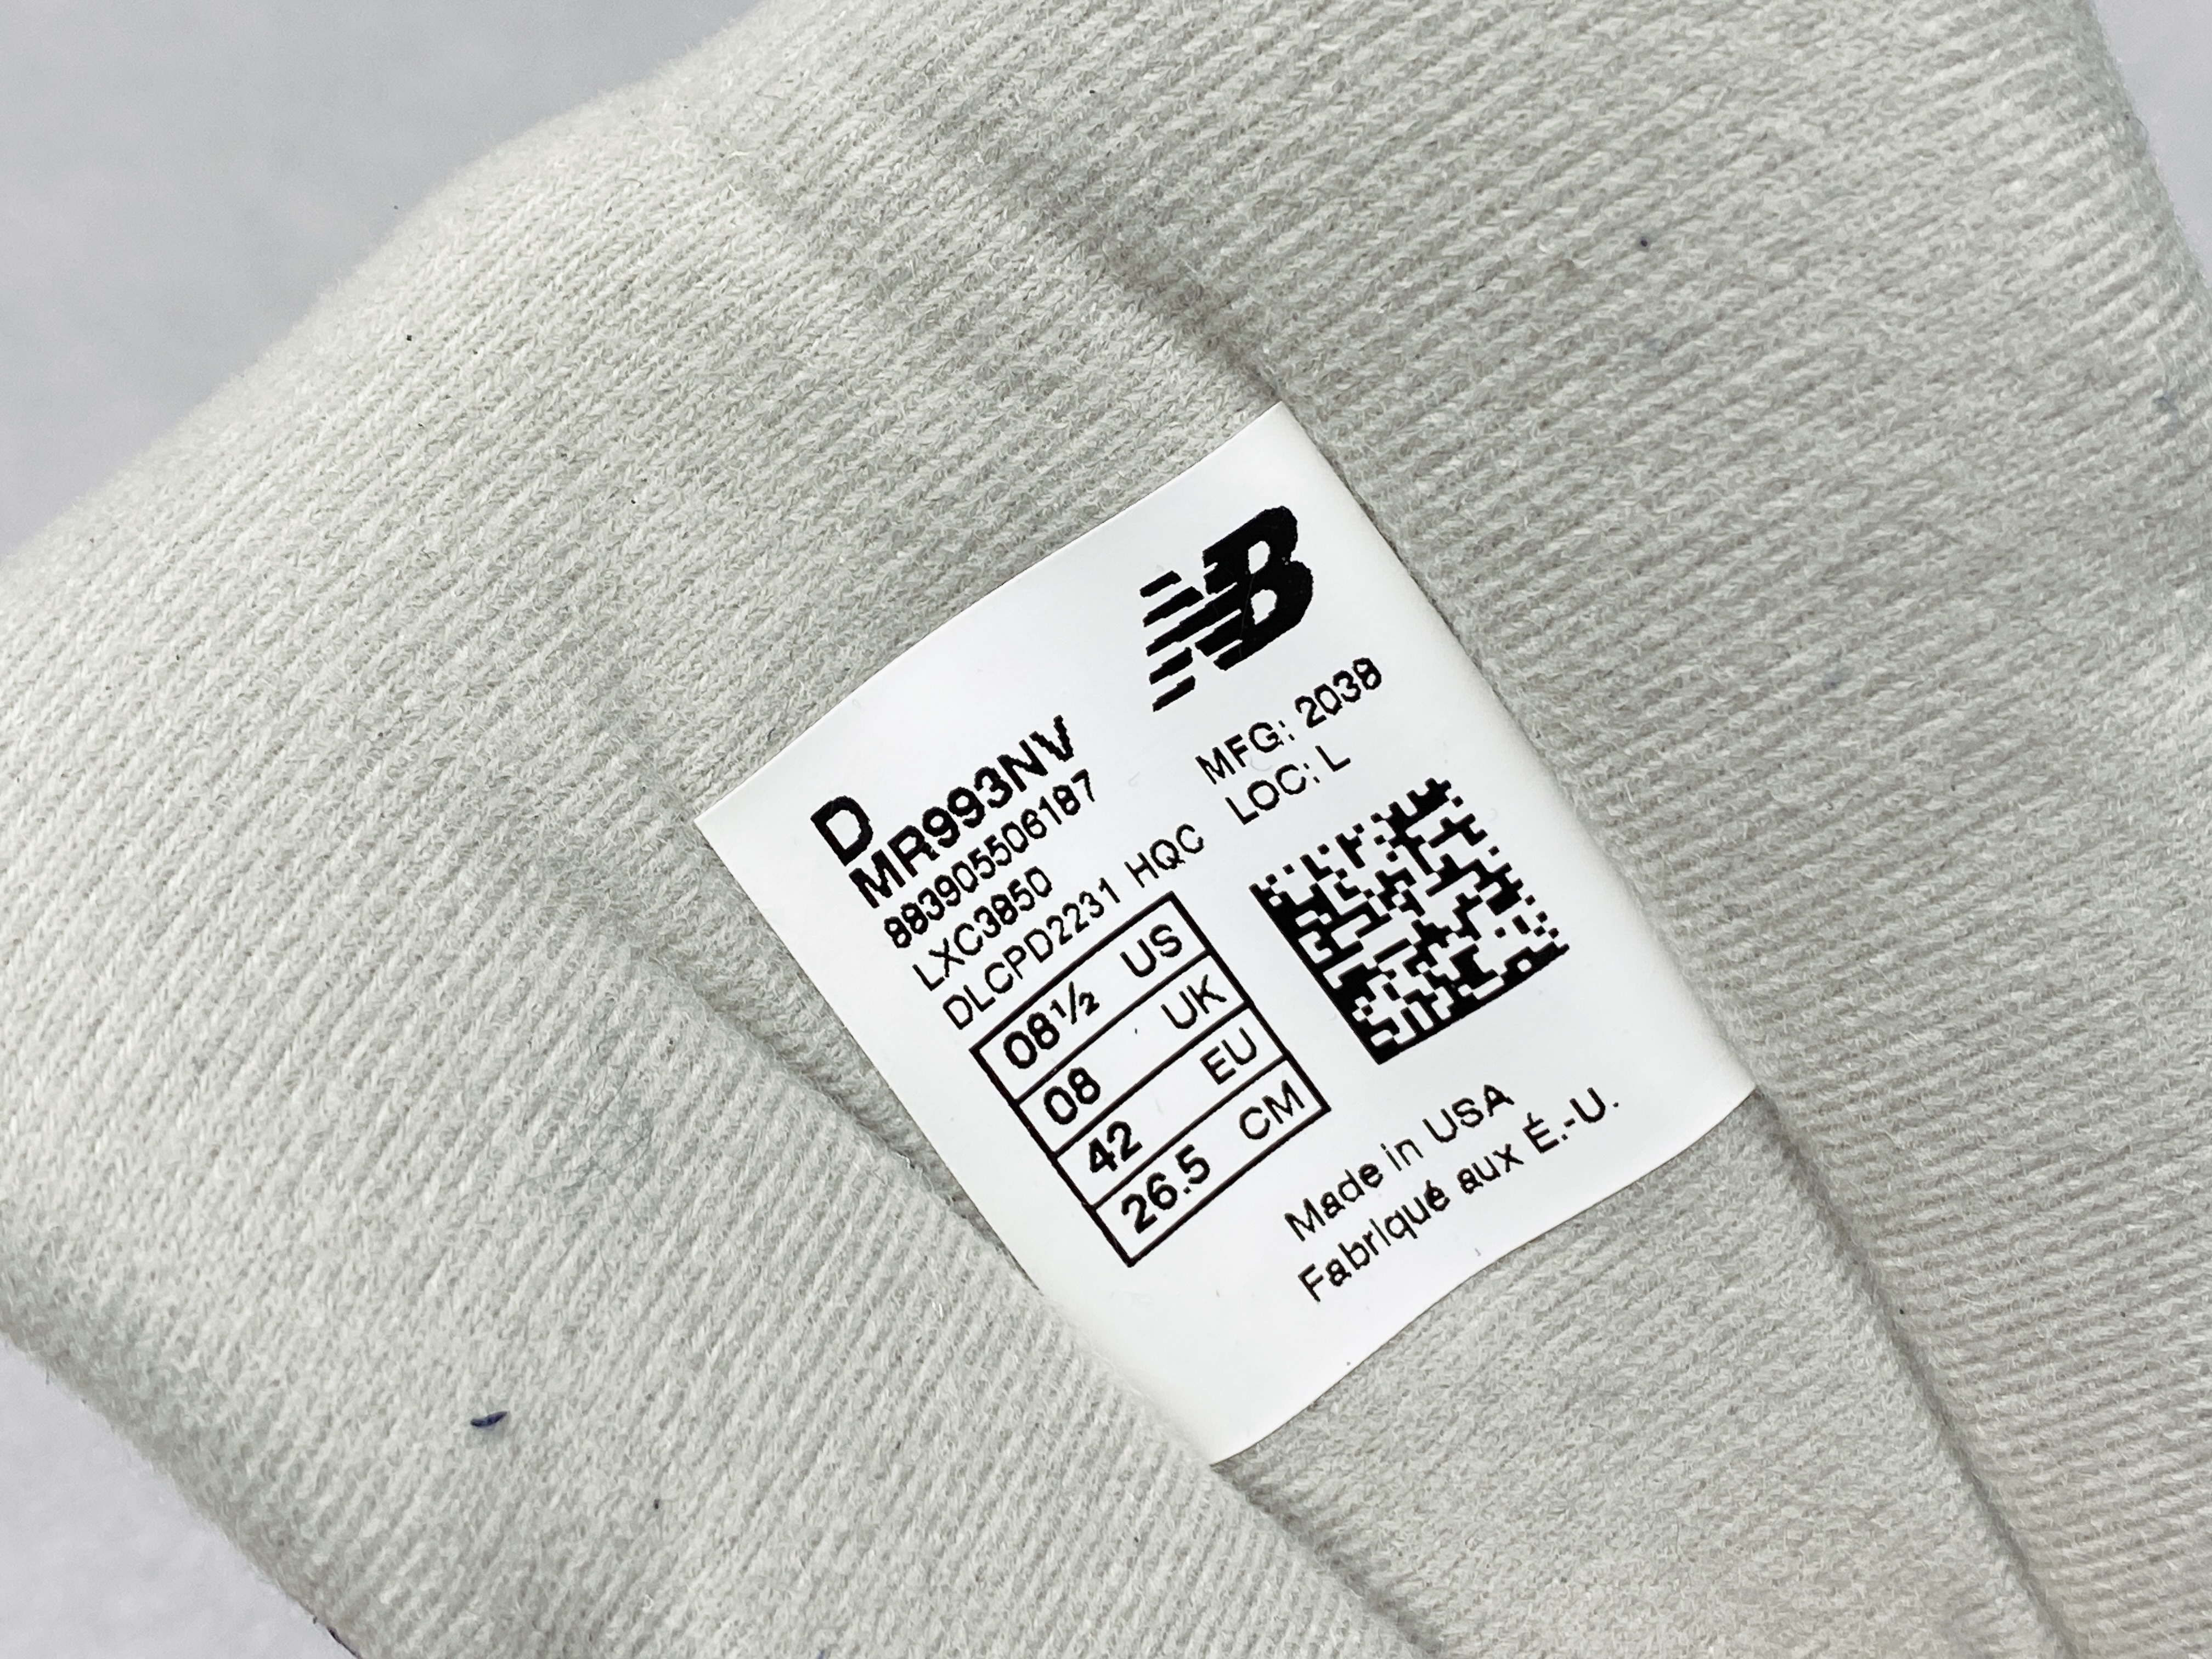 NB
D
MR993NV
MFG: 2038
883905506187
LOC: L
LXC3850
DLCPD2231 HQC
08½ US
08 UK
42 EU
26.5 CM
Made in USA
Fabriqué aux É.-U.